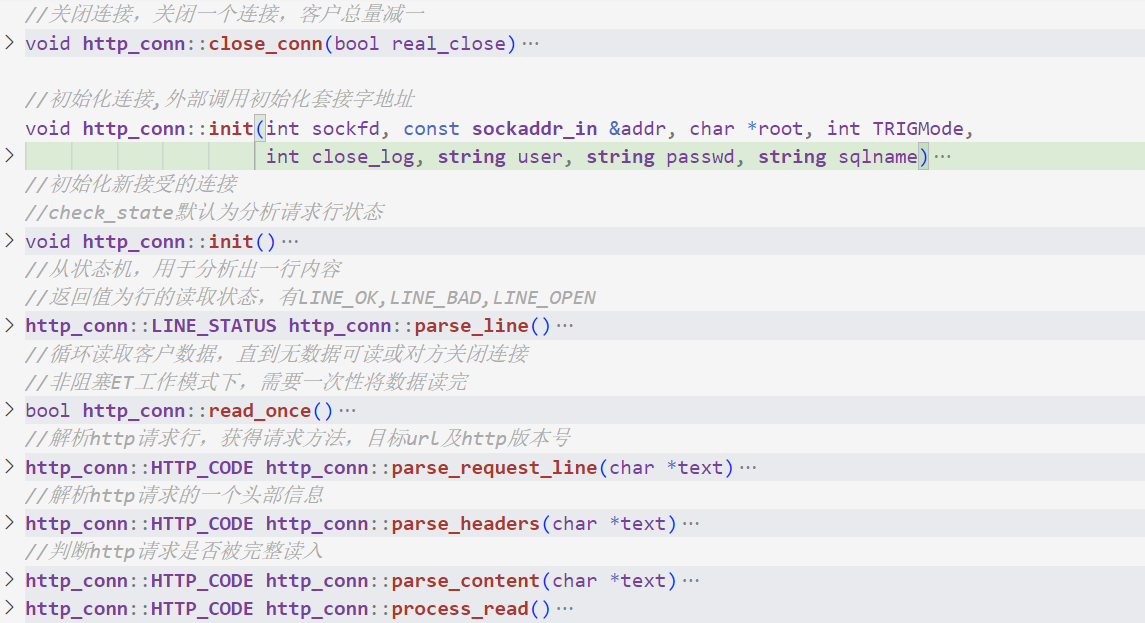 //关闭连接，关闭一个连接，客户总量减一
void http_conn::close_conn(bool real_close)···
//初始化连接,外部调用初始化套接字地址
void http_conn::init(int sockfd, const sockaddr_in &addr, char *root, int TRIGMode,
int close_log, string user, string passwd, string sqlname)···
//初始化新接受的连接
//check_state默认为分析请求行状态
void http_conn::init()···
//从状态机，用于分析出一行内容
//返回值为行的读取状态，有LINE_OK,LINE_BAD,LINE_OPEN
http_conn::LINE_STATUS http_conn::parse_line()···
//循环读取客户数据，直到无数据可读或对方关闭连接
//非阻塞ET工作模式下，需要一次性将数据读完
bool http_conn::read_once()···
//解析http请求行，获得请求方法，目标url及http版本号
http_conn::HTTP_CODE http_conn::parse_request_line(char *text)···
//解析http请求的一个头部信息
http_conn::HTTP_CODE http_conn::parse_headers(char *text)···
//判断http请求是否被完整读入
http_conn::HTTP_CODE http_conn::parse_content(char *text)···
http_conn::HTTP_CODE http_conn::process_read()···